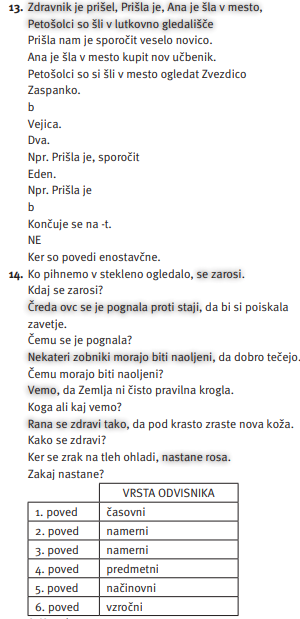 13. Zdravnik je prišel, Prišla je, Ana je šla v mesto,
Petošolci so šli v lutkovno gledališče
Prišla nam je sporočit veselo novico.
Ana je šla v mesto kupit nov učbenik.
Petošolci so si šli v mesto ogledat Zvezdico
Zaspanko.
b
Vejica.
Dva.
Npr. Prišla je, sporočit
Eden.
Npr. Prišla je
b
Končuje se na -t.
NE
Ker so povedi enostavčne.
14. Ko pihnemo v stekleno ogledalo, se zarosi.
Kdaj se zarosi?
Čreda ovc se je pognala proti staji, da bi si poiskala
zavetje.
Čemu se je pognala?
Nekateri zobniki morajo biti naoljeni, da dobro tečejo.
Čemu morajo biti naoljeni?
Vemo, da Zemlja ni čisto pravilna krogla.
Koga ali kaj vemo?
Rana se zdravi tako, da pod krasto zraste nova koža.
Kako se zdravi?
Ker se zrak na tleh ohladi, nastane rosa.
Zakaj nastane?
VRSTA ODVISNIKA
1. poved časovni
2. poved namerni
3. poved namerni
4. poved predmetni
5. poved načinovni
6. poved vzročni